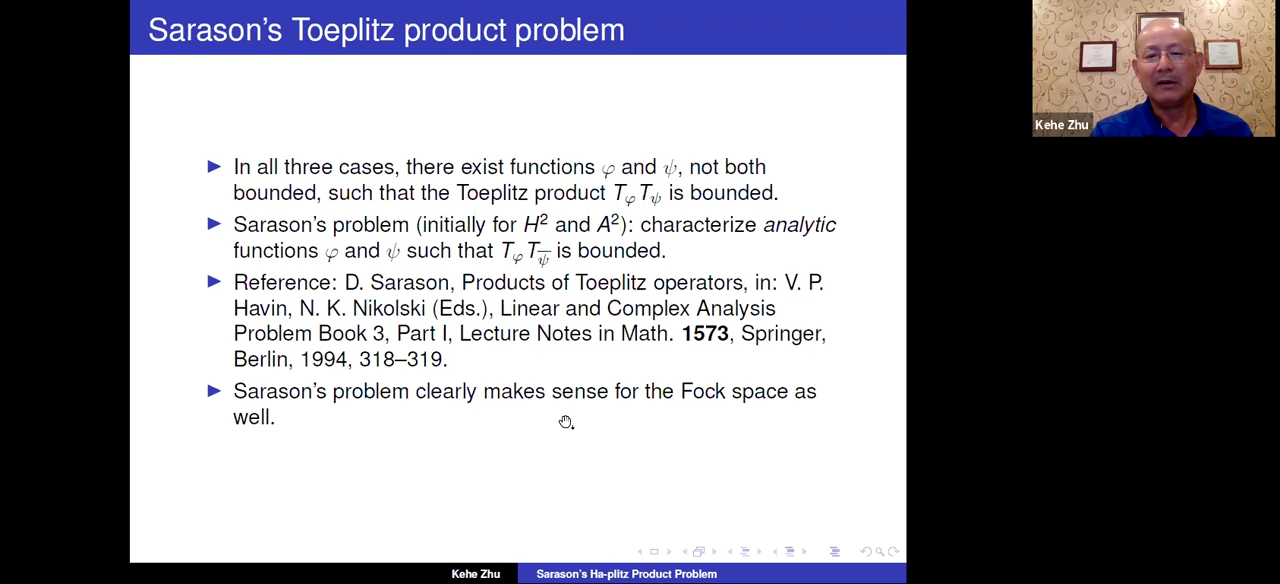 Sarason's Toeplitz product problem
Kehe Zhu
▶ In all three cases, there exist functions φ and ψ, not both
bounded, such that the Toeplitz product TφTψ is bounded.
▶ Sarason's problem (initially for H² and A²): characterize analytic
functions φ and ψ such that TφTψ̅ is bounded.
▶ Reference: D. Sarason, Products of Toeplitz operators, in: V. P.
Havin, N. K. Nikolski (Eds.), Linear and Complex Analysis
Problem Book 3, Part I, Lecture Notes in Math. 1573, Springer,
Berlin, 1994, 318–319.
▶ Sarason's problem clearly makes sense for the Fock space as
well.
Kehe Zhu
Sarason's Ha-plitz Product Problem